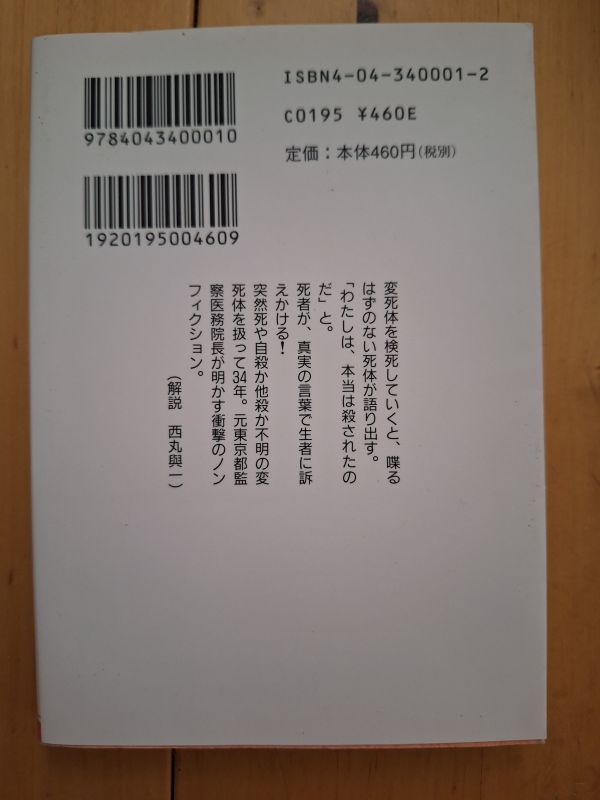 ISBN4-04-340001-2
C0195 ¥460E
定価：本体460円(税別)
9784043400010
1920195004609
変死体を検死していくと、喋る
はずのない死体が語り出す。
「わたしは、本当は殺されたの
だ」と。
死者が、真実の言葉で生者に訴
えかける！
突然死や自殺か他殺か不明の変
死体を扱って34年。元東京都監
察医務院長が明かす衝撃のノン
フィクション。
（解説　西丸與一）